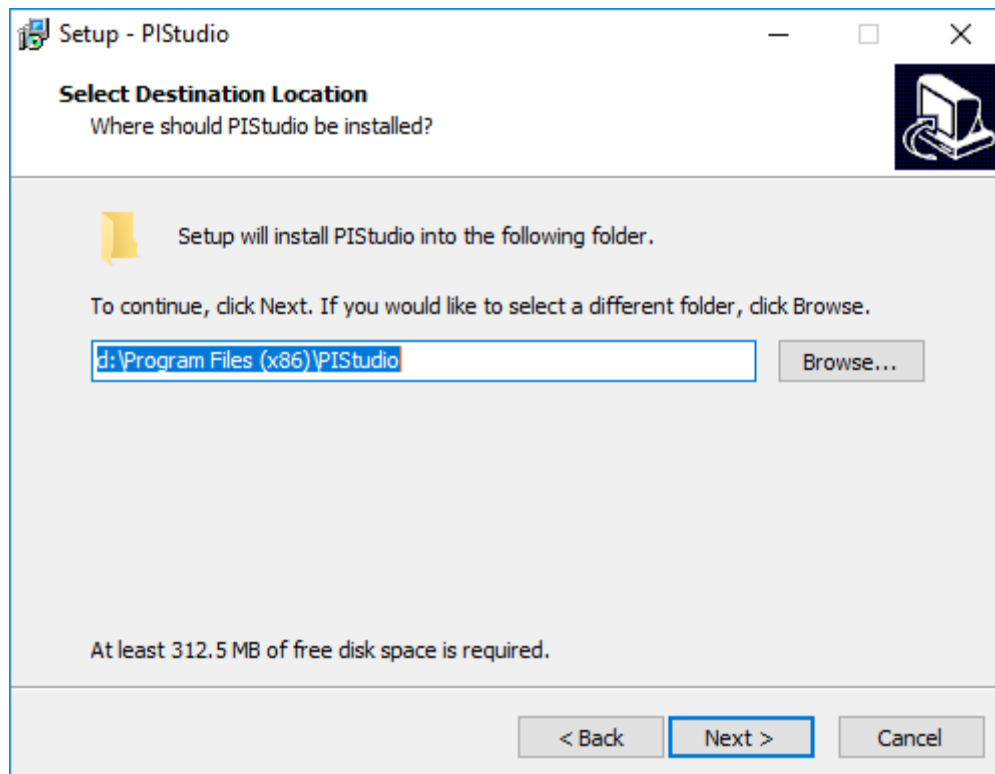 Setup - PIStudio
Select Destination Location
Where should PIStudio be installed?
Setup will install PIStudio into the following folder.
To continue, click Next. If you would like to select a different folder, click Browse.
d:\Program Files (x86)\PIStudio
Browse...
At least 312.5 MB of free disk space is required.
< Back
Next >
Cancel